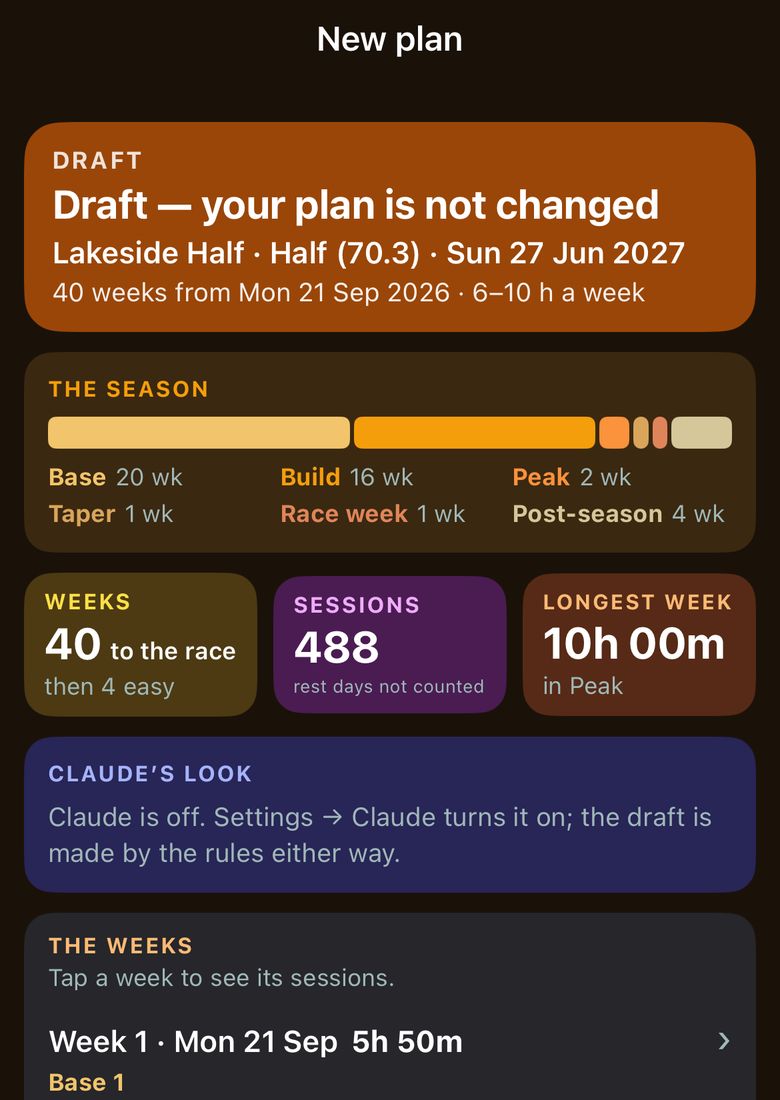 New plan
DRAFT
Draft — your plan is not changed
Lakeside Half · Half (70.3) · Sun 27 Jun 2027
40 weeks from Mon 21 Sep 2026 · 6–10 h a week
THE SEASON
Base 20 wk
Build 16 wk
Peak 2 wk
Taper 1 wk
Race week 1 wk
Post-season 4 wk
WEEKS
40 to the race
then 4 easy
SESSIONS
488
rest days not counted
LONGEST WEEK
10h 00m
in Peak
CLAUDE’S LOOK
Claude is off. Settings → Claude turns it on; the draft is
made by the rules either way.
THE WEEKS
Tap a week to see its sessions.
Week 1 · Mon 21 Sep 5h 50m ›
Base 1